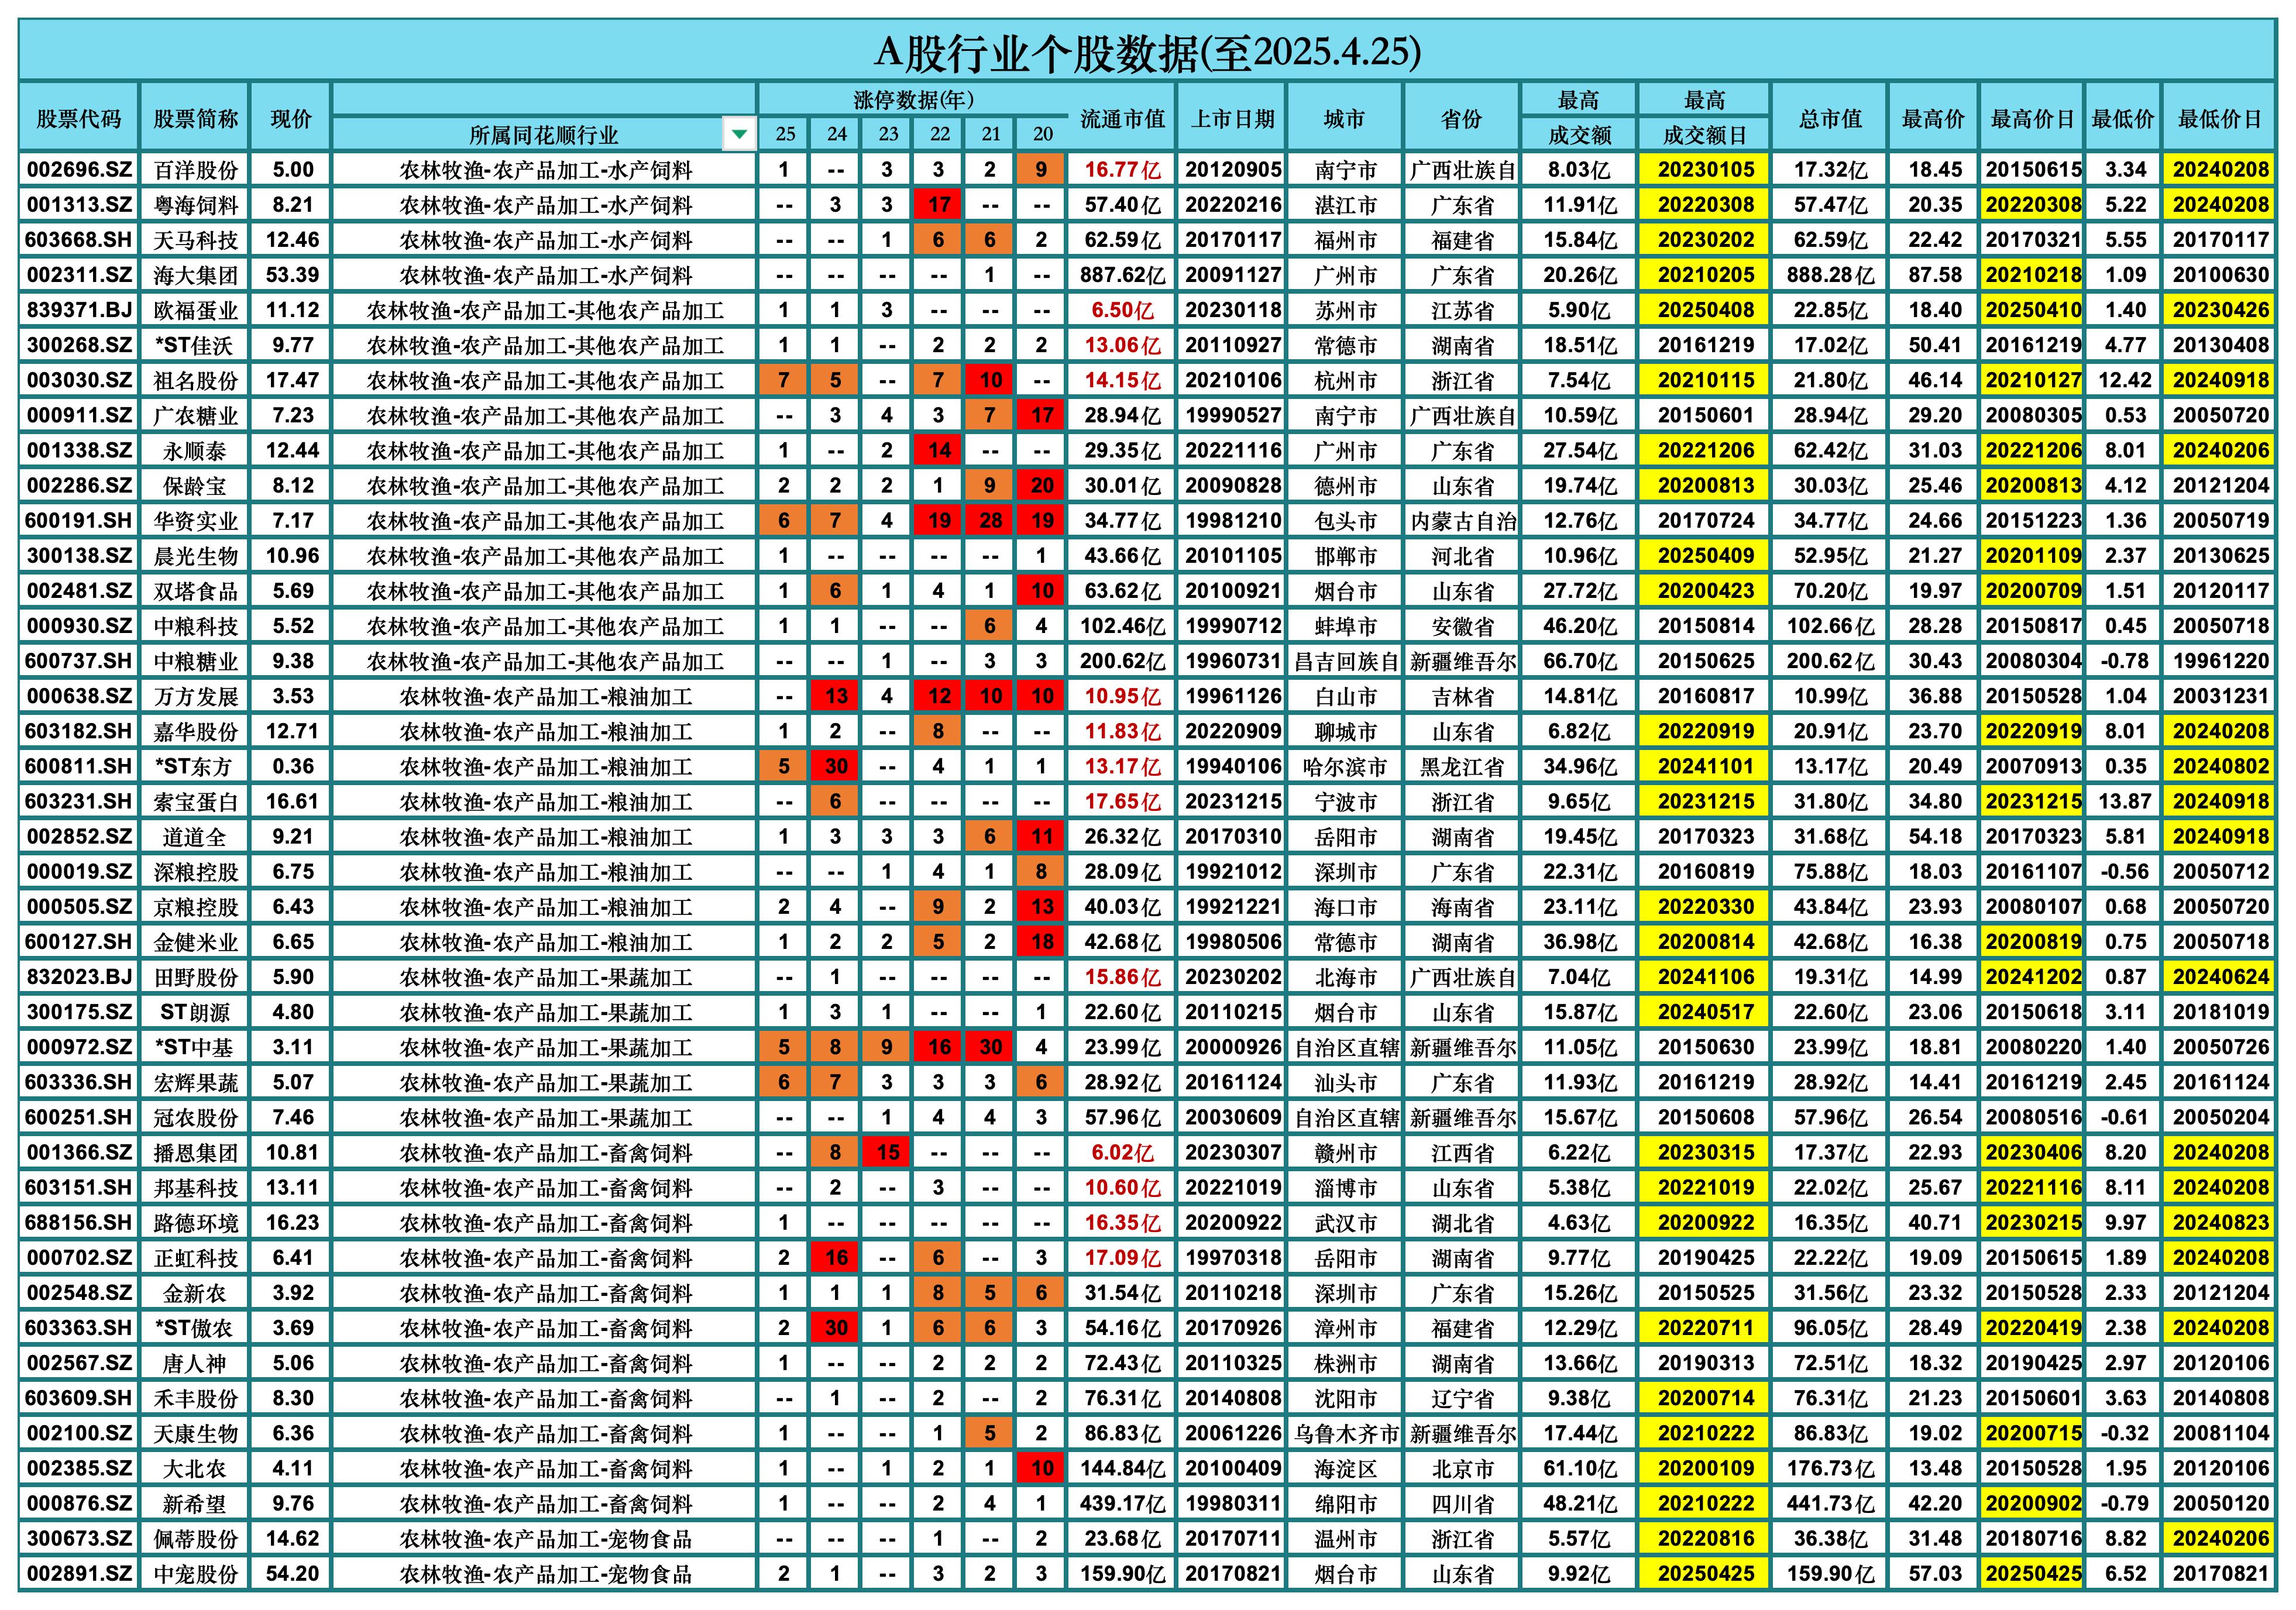 A股行业个股数据(至2025.4.25)
股票代码 股票简称 现价 所属同花顺行业 涨停数据(年) 25 24 23 22 21 20 流通市值 上市日期 城市 省份 最高 成交额 最高 成交额日 总市值 最高价 最高价日 最低价 最低价日
002696.SZ 百洋股份 5.00 农林牧渔-农产品加工-水产饲料 1 -- 3 3 2 9 16.77亿 20120905 南宁市 广西壮族自 8.03亿 20230105 17.32亿 18.45 20150615 3.34 20240208
001313.SZ 粤海饲料 8.21 农林牧渔-农产品加工-水产饲料 -- 3 3 17 -- -- 57.40亿 20220216 湛江市 广东省 11.91亿 20220308 57.47亿 20.35 20220308 5.22 20240208
603668.SH 天马科技 12.46 农林牧渔-农产品加工-水产饲料 -- -- 1 6 6 2 62.59亿 20170117 福州市 福建省 15.84亿 20230202 62.59亿 22.42 20170321 5.55 20170117
002311.SZ 海大集团 53.39 农林牧渔-农产品加工-水产饲料 -- -- -- -- 1 -- 887.62亿 20091127 广州市 广东省 20.26亿 20210205 888.28亿 87.58 20210218 1.09 20100630
839371.BJ 欧福蛋业 11.12 农林牧渔-农产品加工-其他农产品加工 1 1 3 -- -- -- 6.50亿 20230118 苏州市 江苏省 5.90亿 20250408 22.85亿 18.40 20250410 1.40 20230426
300268.SZ *ST佳沃 9.77 农林牧渔-农产品加工-其他农产品加工 1 1 -- 2 2 2 13.06亿 20110927 常德市 湖南省 18.51亿 20161219 17.02亿 50.41 20161219 4.77 20130408
003030.SZ 祖名股份 17.47 农林牧渔-农产品加工-其他农产品加工 7 5 -- 7 10 -- 14.15亿 20210106 杭州市 浙江省 7.54亿 20210115 21.80亿 46.14 20210127 12.42 20240918
000911.SZ 广农糖业 7.23 农林牧渔-农产品加工-其他农产品加工 -- 3 4 3 7 17 28.94亿 19990527 南宁市 广西壮族自 10.59亿 20150601 28.94亿 29.20 20080305 0.53 20050720
001338.SZ 永顺泰 12.44 农林牧渔-农产品加工-其他农产品加工 1 -- 2 14 -- -- 29.35亿 20221116 广州市 广东省 27.54亿 20221206 62.42亿 31.03 20221206 8.01 20240206
002286.SZ 保龄宝 8.12 农林牧渔-农产品加工-其他农产品加工 2 2 2 1 9 20 30.01亿 20090828 德州市 山东省 19.74亿 20200813 30.03亿 25.46 20200813 4.12 20121204
600191.SH 华资实业 7.17 农林牧渔-农产品加工-其他农产品加工 6 7 4 19 28 19 34.77亿 19981210 包头市 内蒙古自治 12.76亿 20170724 34.77亿 24.66 20151223 1.36 20050719
300138.SZ 晨光生物 10.96 农林牧渔-农产品加工-其他农产品加工 1 -- -- -- -- 1 43.66亿 20101105 邯郸市 河北省 10.96亿 20250409 52.95亿 21.27 20201109 2.37 20130625
002481.SZ 双塔食品 5.69 农林牧渔-农产品加工-其他农产品加工 1 6 1 4 1 10 63.62亿 20100921 烟台市 山东省 27.72亿 20200423 70.20亿 19.97 20200709 1.51 20120117
000930.SZ 中粮科技 5.52 农林牧渔-农产品加工-其他农产品加工 1 1 -- -- 6 4 102.46亿 19990712 蚌埠市 安徽省 46.20亿 20150814 102.66亿 28.28 20150817 0.45 20050718
600737.SH 中粮糖业 9.38 农林牧渔-农产品加工-其他农产品加工 -- -- 1 -- 3 3 200.62亿 19960731 昌吉回族自 新疆维吾尔 66.70亿 20150625 200.62亿 30.43 20080304 -0.78 19961220
000638.SZ 万方发展 3.53 农林牧渔-农产品加工-粮油加工 -- 13 4 12 10 10 10.95亿 19961126 白山市 吉林省 14.81亿 20160817 10.99亿 36.88 20150528 1.04 20031231
603182.SH 嘉华股份 12.71 农林牧渔-农产品加工-粮油加工 1 2 -- 8 -- -- 11.83亿 20220909 聊城市 山东省 6.82亿 20220919 20.91亿 23.70 20220919 8.01 20240208
600811.SH *ST东方 0.36 农林牧渔-农产品加工-粮油加工 5 30 -- 4 1 1 13.17亿 19940106 哈尔滨市 黑龙江省 34.96亿 20241101 13.17亿 20.49 20070913 0.35 20240802
603231.SH 索宝蛋白 16.61 农林牧渔-农产品加工-粮油加工 -- 6 -- -- -- -- 17.65亿 20231215 宁波市 浙江省 9.65亿 20231215 31.80亿 34.80 20231215 13.87 20240918
002852.SZ 道道全 9.21 农林牧渔-农产品加工-粮油加工 1 3 3 3 6 11 26.32亿 20170310 岳阳市 湖南省 19.45亿 20170323 31.68亿 54.18 20170323 5.81 20240918
000019.SZ 深粮控股 6.75 农林牧渔-农产品加工-粮油加工 -- -- 1 4 1 8 28.09亿 19921012 深圳市 广东省 22.31亿 20160819 75.88亿 18.03 20161107 -0.56 20050712
000505.SZ 京粮控股 6.43 农林牧渔-农产品加工-粮油加工 2 4 -- 9 2 13 40.03亿 19921221 海口市 海南省 23.11亿 20220330 43.84亿 23.93 20080107 0.68 20050720
600127.SH 金健米业 6.65 农林牧渔-农产品加工-粮油加工 1 2 2 5 2 18 42.68亿 19980506 常德市 湖南省 36.98亿 20200814 42.68亿 16.38 20200819 0.75 20050718
832023.BJ 田野股份 5.90 农林牧渔-农产品加工-果蔬加工 -- 1 -- -- -- -- 15.86亿 20230202 北海市 广西壮族自 7.04亿 20241106 19.31亿 14.99 20241202 0.87 20240624
300175.SZ ST朗源 4.80 农林牧渔-农产品加工-果蔬加工 1 3 1 -- -- 1 22.60亿 20110215 烟台市 山东省 15.87亿 20240517 22.60亿 23.06 20150618 3.11 20181019
000972.SZ *ST中基 3.11 农林牧渔-农产品加工-果蔬加工 5 8 9 16 30 4 23.99亿 20000926 自治区直辖 新疆维吾尔 11.05亿 20150630 23.99亿 18.81 20080220 1.40 20050726
603336.SH 宏辉果蔬 5.07 农林牧渔-农产品加工-果蔬加工 6 7 3 3 3 6 28.92亿 20161124 汕头市 广东省 11.93亿 20161219 28.92亿 14.41 20161219 2.45 20161124
600251.SH 冠农股份 7.46 农林牧渔-农产品加工-果蔬加工 -- -- 1 4 4 3 57.96亿 20030609 自治区直辖 新疆维吾尔 15.67亿 20150608 57.96亿 26.54 20080516 -0.61 20050204
001366.SZ 播恩集团 10.81 农林牧渔-农产品加工-畜禽饲料 -- 8 15 -- -- -- 6.02亿 20230307 赣州市 江西省 6.22亿 20230315 17.37亿 22.93 20230406 8.20 20240208
603151.SH 邦基科技 13.11 农林牧渔-农产品加工-畜禽饲料 -- 2 -- 3 -- -- 10.60亿 20221019 淄博市 山东省 5.38亿 20221019 22.02亿 25.67 20221116 8.11 20240208
688156.SH 路德环境 16.23 农林牧渔-农产品加工-畜禽饲料 1 -- -- -- -- -- 16.35亿 20200922 武汉市 湖北省 4.63亿 20200922 16.35亿 40.71 20230215 9.97 20240823
000702.SZ 正虹科技 6.41 农林牧渔-农产品加工-畜禽饲料 2 16 -- 6 -- 3 17.09亿 19970318 岳阳市 湖南省 9.77亿 20190425 22.22亿 19.09 20150615 1.89 20240208
002548.SZ 金新农 3.92 农林牧渔-农产品加工-畜禽饲料 1 1 1 8 5 6 31.54亿 20110218 深圳市 广东省 15.26亿 20150525 31.56亿 23.32 20150528 2.33 20121204
603363.SH *ST傲农 3.69 农林牧渔-农产品加工-畜禽饲料 2 30 1 6 6 3 54.16亿 20170926 漳州市 福建省 12.29亿 20220711 96.05亿 28.49 20220419 2.38 20240208
002567.SZ 唐人神 5.06 农林牧渔-农产品加工-畜禽饲料 1 -- -- 2 2 2 72.43亿 20110325 株洲市 湖南省 13.66亿 20190313 72.51亿 18.32 20190425 2.97 20120106
603609.SH 禾丰股份 8.30 农林牧渔-农产品加工-畜禽饲料 -- 1 -- 2 -- 2 76.31亿 20140808 沈阳市 辽宁省 9.38亿 20200714 76.31亿 21.23 20150601 3.63 20140808
002100.SZ 天康生物 6.36 农林牧渔-农产品加工-畜禽饲料 1 -- -- 1 5 2 86.83亿 20061226 乌鲁木齐市 新疆维吾尔 17.44亿 20210222 86.83亿 19.02 20200715 -0.32 20081104
002385.SZ 大北农 4.11 农林牧渔-农产品加工-畜禽饲料 1 -- 1 2 1 10 144.84亿 20100409 海淀区 北京市 61.10亿 20200109 176.73亿 13.48 20150528 1.95 20120106
000876.SZ 新希望 9.76 农林牧渔-农产品加工-畜禽饲料 1 -- -- 2 4 1 439.17亿 19980311 绵阳市 四川省 48.21亿 20210222 441.73亿 42.20 20200902 -0.79 20050120
300673.SZ 佩蒂股份 14.62 农林牧渔-农产品加工-宠物食品 -- -- -- 1 -- 2 23.68亿 20170711 温州市 浙江省 5.57亿 20220816 36.38亿 31.48 20180716 8.82 20240206
002891.SZ 中宠股份 54.20 农林牧渔-农产品加工-宠物食品 2 1 -- 3 2 3 159.90亿 20170821 烟台市 山东省 9.92亿 20250425 159.90亿 57.03 20250425 6.52 20170821